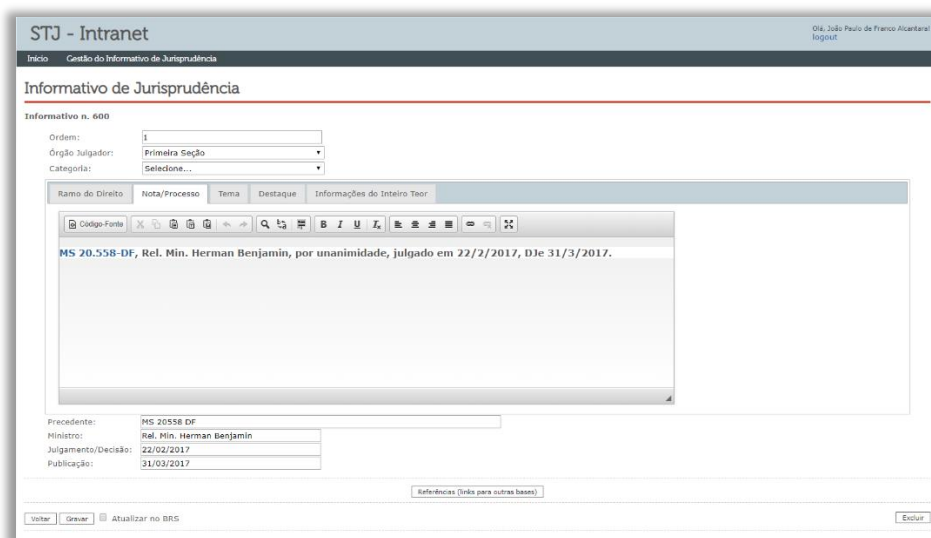 STJ - Intranet
Olá, João Paulo de Franco Alcantara!
logout
Início Gestão do Informativo de Jurisprudência
Informativo de Jurisprudência
Informativo n. 600
Ordem: 1
Órgão Julgador: Primeira Seção
Categoria: Selecione...
Ramo do Direito Nota/Processo Tema Destaque Informações do Inteiro Teor
Código-Fonte B I U Ix
MS 20.558-DF, Rel. Min. Herman Benjamin, por unanimidade, julgado em 22/2/2017, DJe 31/3/2017.
Precedente: MS 20558 DF
Ministro: Rel. Min. Herman Benjamin
Julgamento/Decisão: 22/02/2017
Publicação: 31/03/2017
Referências (links para outras bases)
Voltar Gravar Atualizar no BRS Excluir